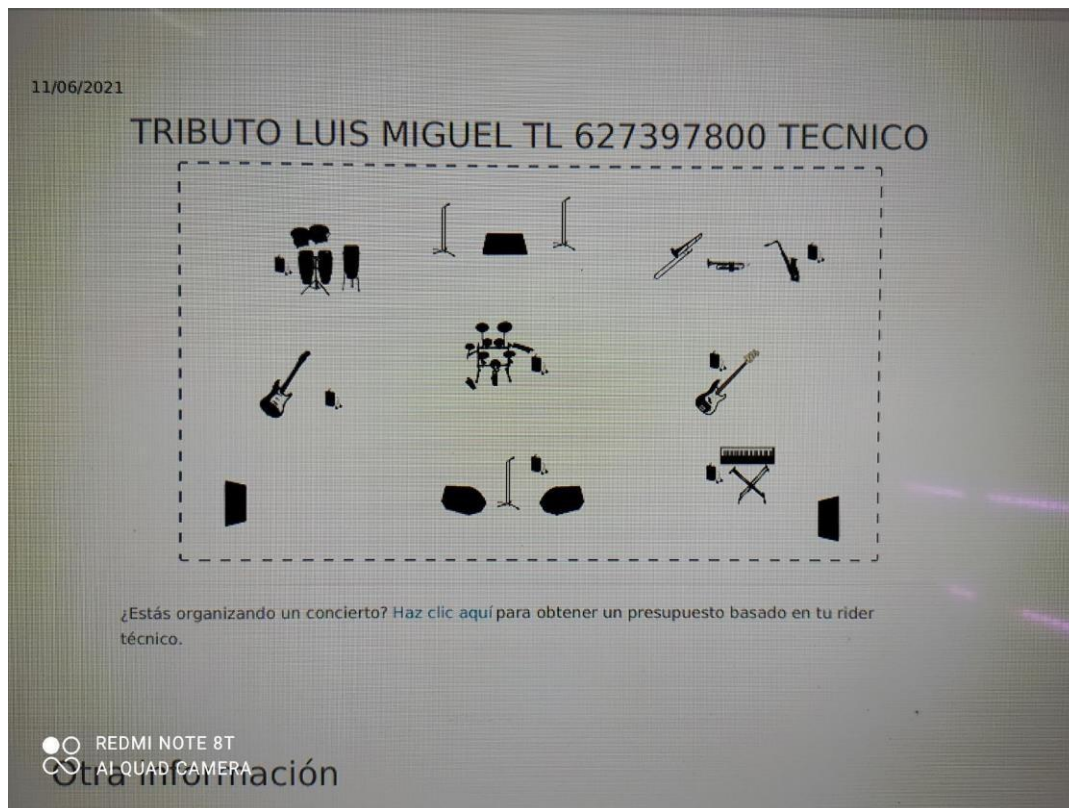 11/06/2021
TRIBUTO LUIS MIGUEL TL 627397800 TECNICO
¿Estás organizando un concierto? Haz clic aquí para obtener un presupuesto basado en tu rider
técnico.
REDMI NOTE 8T
AI QUAD CAMERA
Otra información